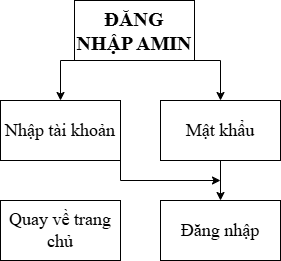 ĐĂNG
NHẬP AMIN
Nhập tài khoản
Mật khẩu
Quay về trang
chủ
Đăng nhập